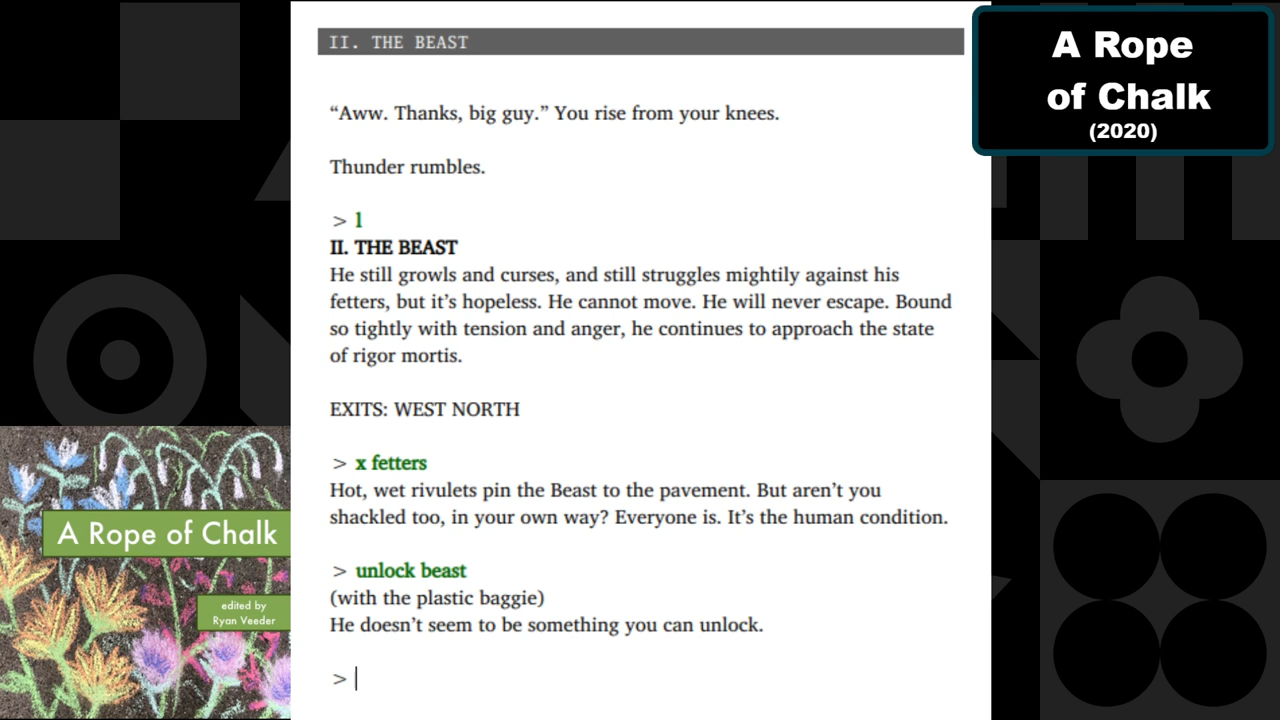 II. THE BEAST
“Aww. Thanks, big guy.” You rise from your knees.
Thunder rumbles.
> l
II. THE BEAST
He still growls and curses, and still struggles mightily against his
fetters, but it’s hopeless. He cannot move. He will never escape. Bound
so tightly with tension and anger, he continues to approach the state
of rigor mortis.
EXITS: WEST NORTH
> x fetters
Hot, wet rivulets pin the Beast to the pavement. But aren’t you
shackled too, in your own way? Everyone is. It’s the human condition.
> unlock beast
(with the plastic baggie)
He doesn’t seem to be something you can unlock.
>
A Rope
of Chalk
(2020)
A Rope of Chalk
edited by
Ryan Veeder